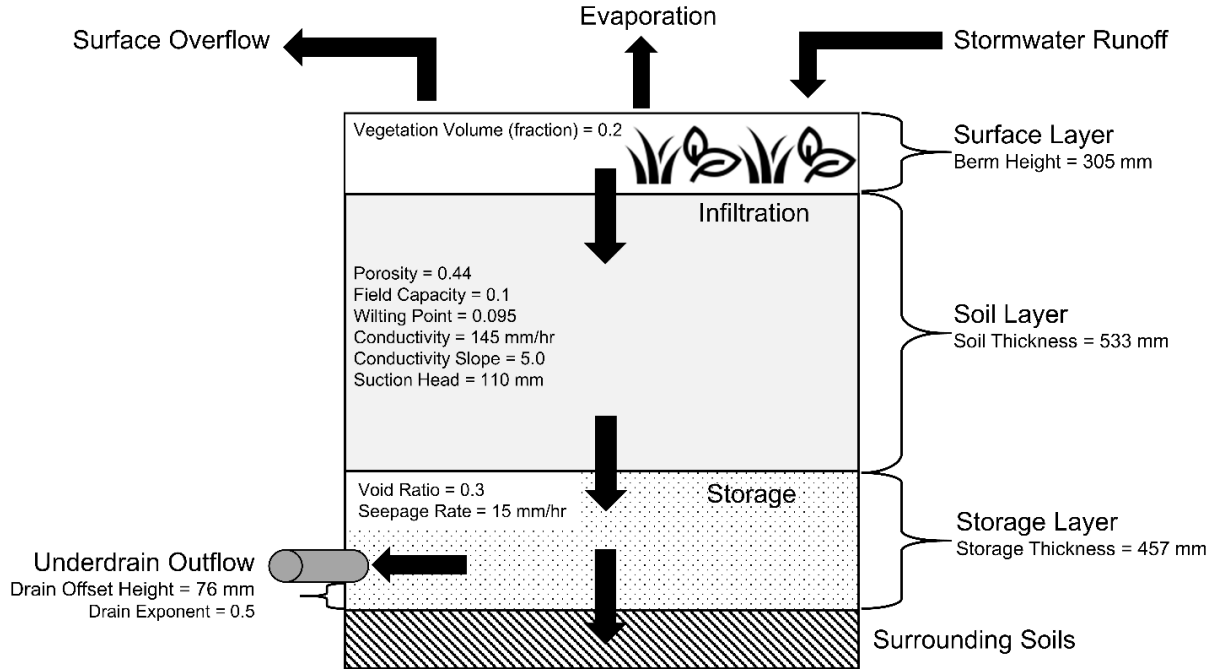 Evaporation
Surface Overflow
Stormwater Runoff
Vegetation Volume (fraction) = 0.2
Surface Layer
Berm Height = 305 mm
Infiltration
Porosity = 0.44
Field Capacity = 0.1
Wilting Point = 0.095
Conductivity = 145 mm/hr
Conductivity Slope = 5.0
Suction Head = 110 mm
Soil Layer
Soil Thickness = 533 mm
Void Ratio = 0.3
Seepage Rate = 15 mm/hr
Storage
Storage Layer
Storage Thickness = 457 mm
Underdrain Outflow
Drain Offset Height = 76 mm
Drain Exponent = 0.5
Surrounding Soils